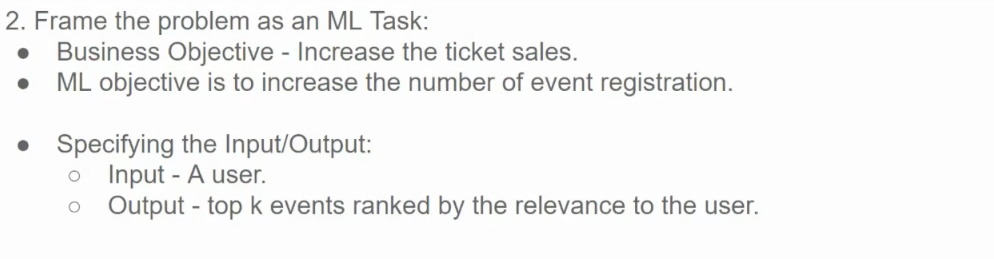 2. Frame the problem as an ML Task:
● Business Objective - Increase the ticket sales.
● ML objective is to increase the number of event registration.
● Specifying the Input/Output:
○ Input - A user.
○ Output - top k events ranked by the relevance to the user.